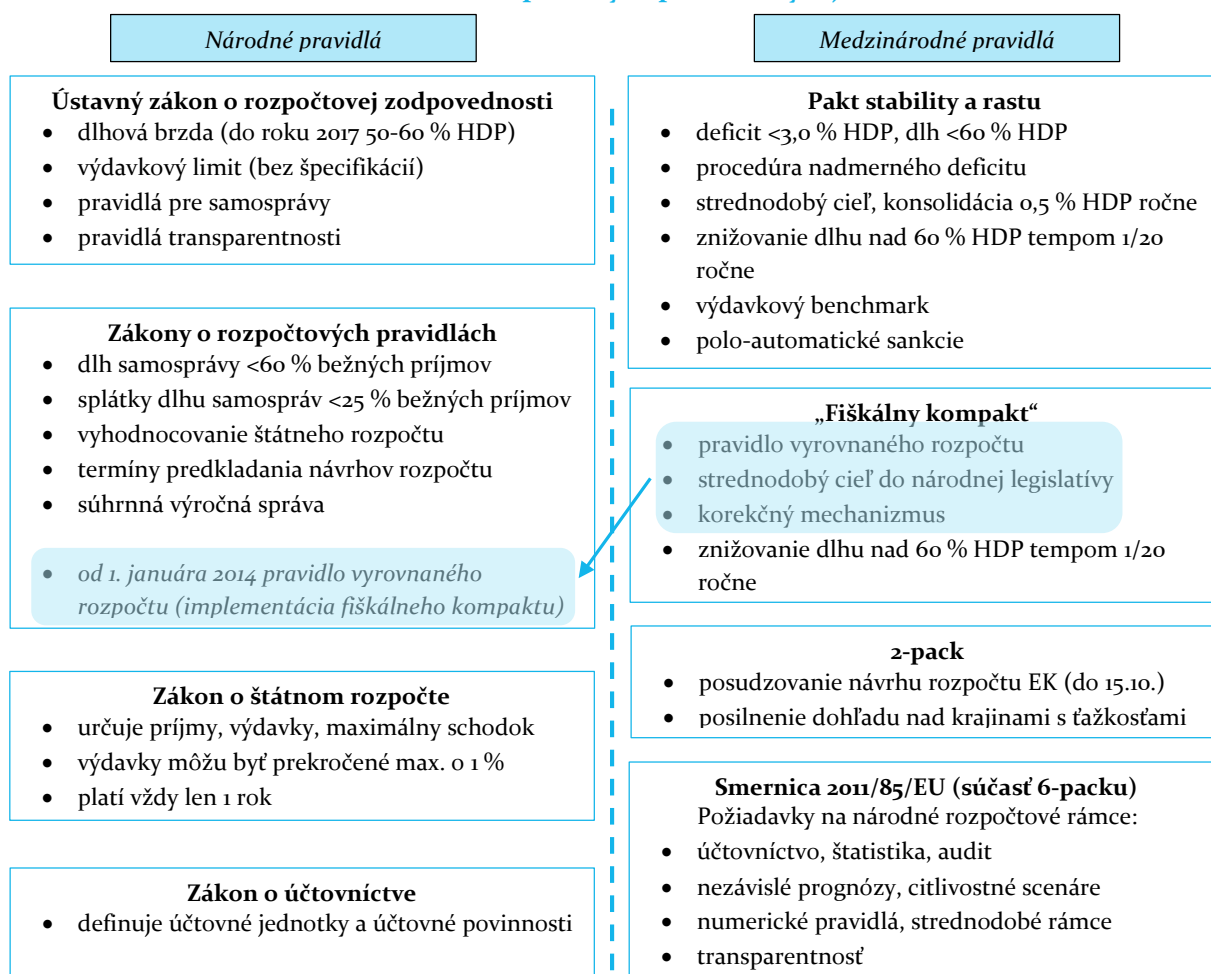 Národné pravidlá
Ústavný zákon o rozpočtovej zodpovednosti
• dlhová brzda (do roku 2017 50-60 % HDP)
• výdavkový limit (bez špecifikácií)
• pravidlá pre samosprávy
• pravidlá transparentnosti
Zákony o rozpočtových pravidlách
• dlh samosprávy <60 % bežných príjmov
• splátky dlhu samospráv <25 % bežných príjmov
• vyhodnocovanie štátneho rozpočtu
• termíny predkladania návrhov rozpočtu
• súhrnná výročná správa
• od 1. januára 2014 pravidlo vyrovnaného
rozpočtu (implementácia fiškálneho kompaktu)
Zákon o štátnom rozpočte
• určuje príjmy, výdavky, maximálny schodok
• výdavky môžu byť prekročené max. o 1 %
• platí vždy len 1 rok
Zákon o účtovníctve
• definuje účtovné jednotky a účtovné povinnosti
Medzinárodné pravidlá
Pakt stability a rastu
• deficit <3,0 % HDP, dlh <60 % HDP
• procedúra nadmerného deficitu
• strednodobý cieľ, konsolidácia 0,5 % HDP ročne
• znižovanie dlhu nad 60 % HDP tempom 1/20
ročne
• výdavkový benchmark
• polo-automatické sankcie
„Fiškálny kompakt“
• pravidlo vyrovnaného rozpočtu
• strednodobý cieľ do národnej legislatívy
• korekčný mechanizmus
• znižovanie dlhu nad 60 % HDP tempom 1/20
ročne
2-pack
• posudzovanie návrhu rozpočtu EK (do 15.10.)
• posilnenie dohľadu nad krajinami s ťažkosťami
Smernica 2011/85/EU (súčasť 6-packu)
Požiadavky na národné rozpočtové rámce:
• účtovníctvo, štatistika, audit
• nezávislé prognózy, citlivostné scenáre
• numerické pravidlá, strednodobé rámce
• transparentnosť